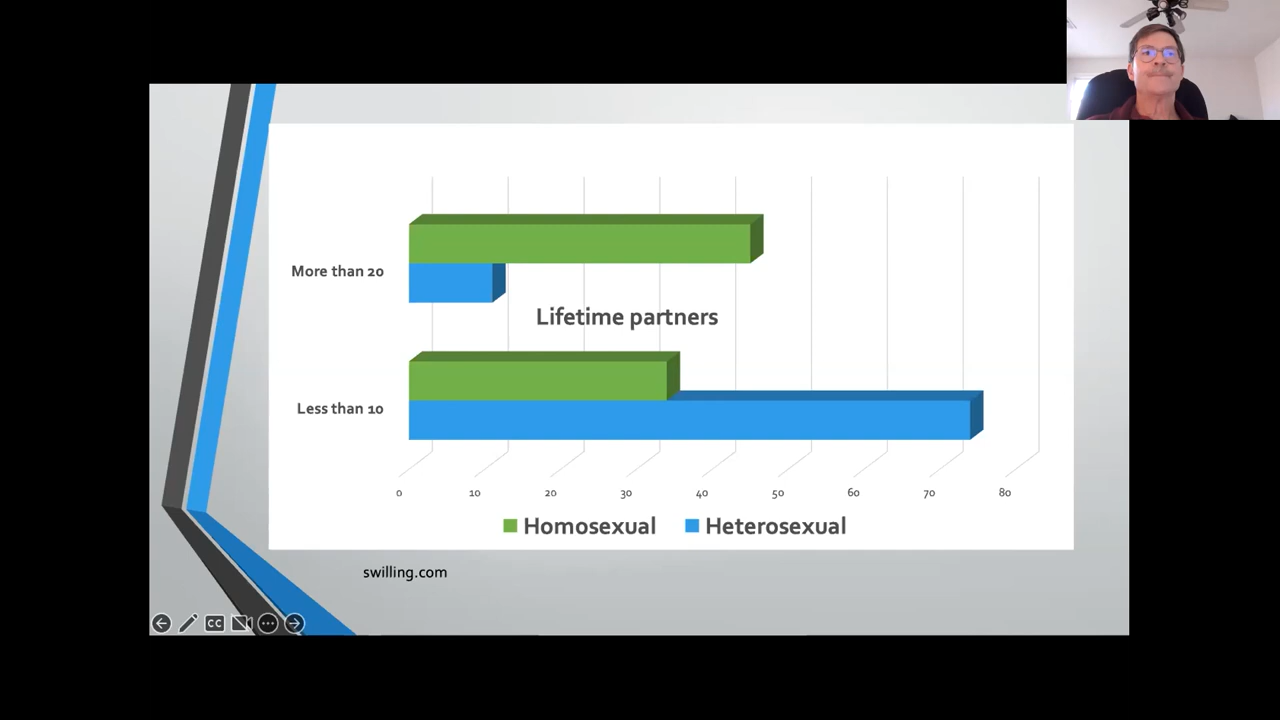 More than 20
Lifetime partners
Less than 10
0 10 20 30 40 50 60 70 80
Homosexual Heterosexual
swilling.com
CC